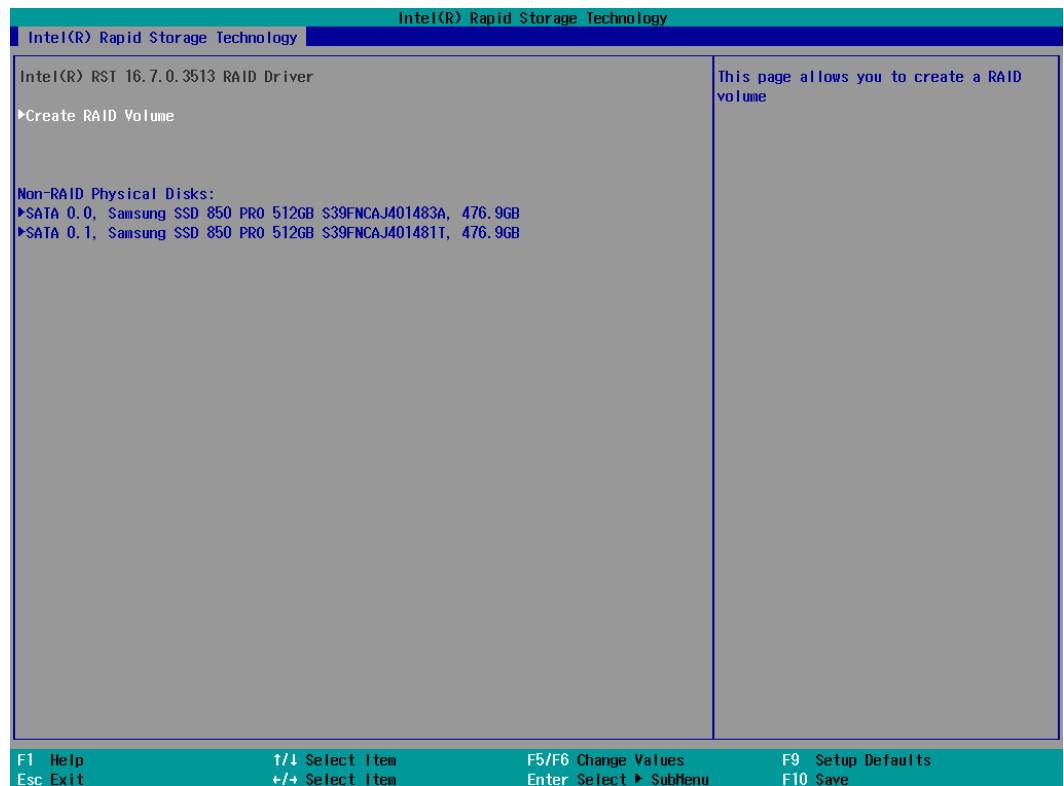 Intel(R) Rapid Storage Technology
Intel(R) Rapid Storage Technology
Intel(R) RST 16.7.0.3513 RAID Driver
▶Create RAID Volume
Non-RAID Physical Disks:
▶SATA 0.0, Samsung SSD 850 PRO 512GB S39FNCAJ401483A, 476.9GB
▶SATA 0.1, Samsung SSD 850 PRO 512GB S39FNCAJ401481T, 476.9GB
This page allows you to create a RAID
volume
F1 Help ↑/↓ Select Item F5/F6 Change Values F9 Setup Defaults
Esc Exit ←/→ Select Item Enter Select ▶ SubMenu F10 Save